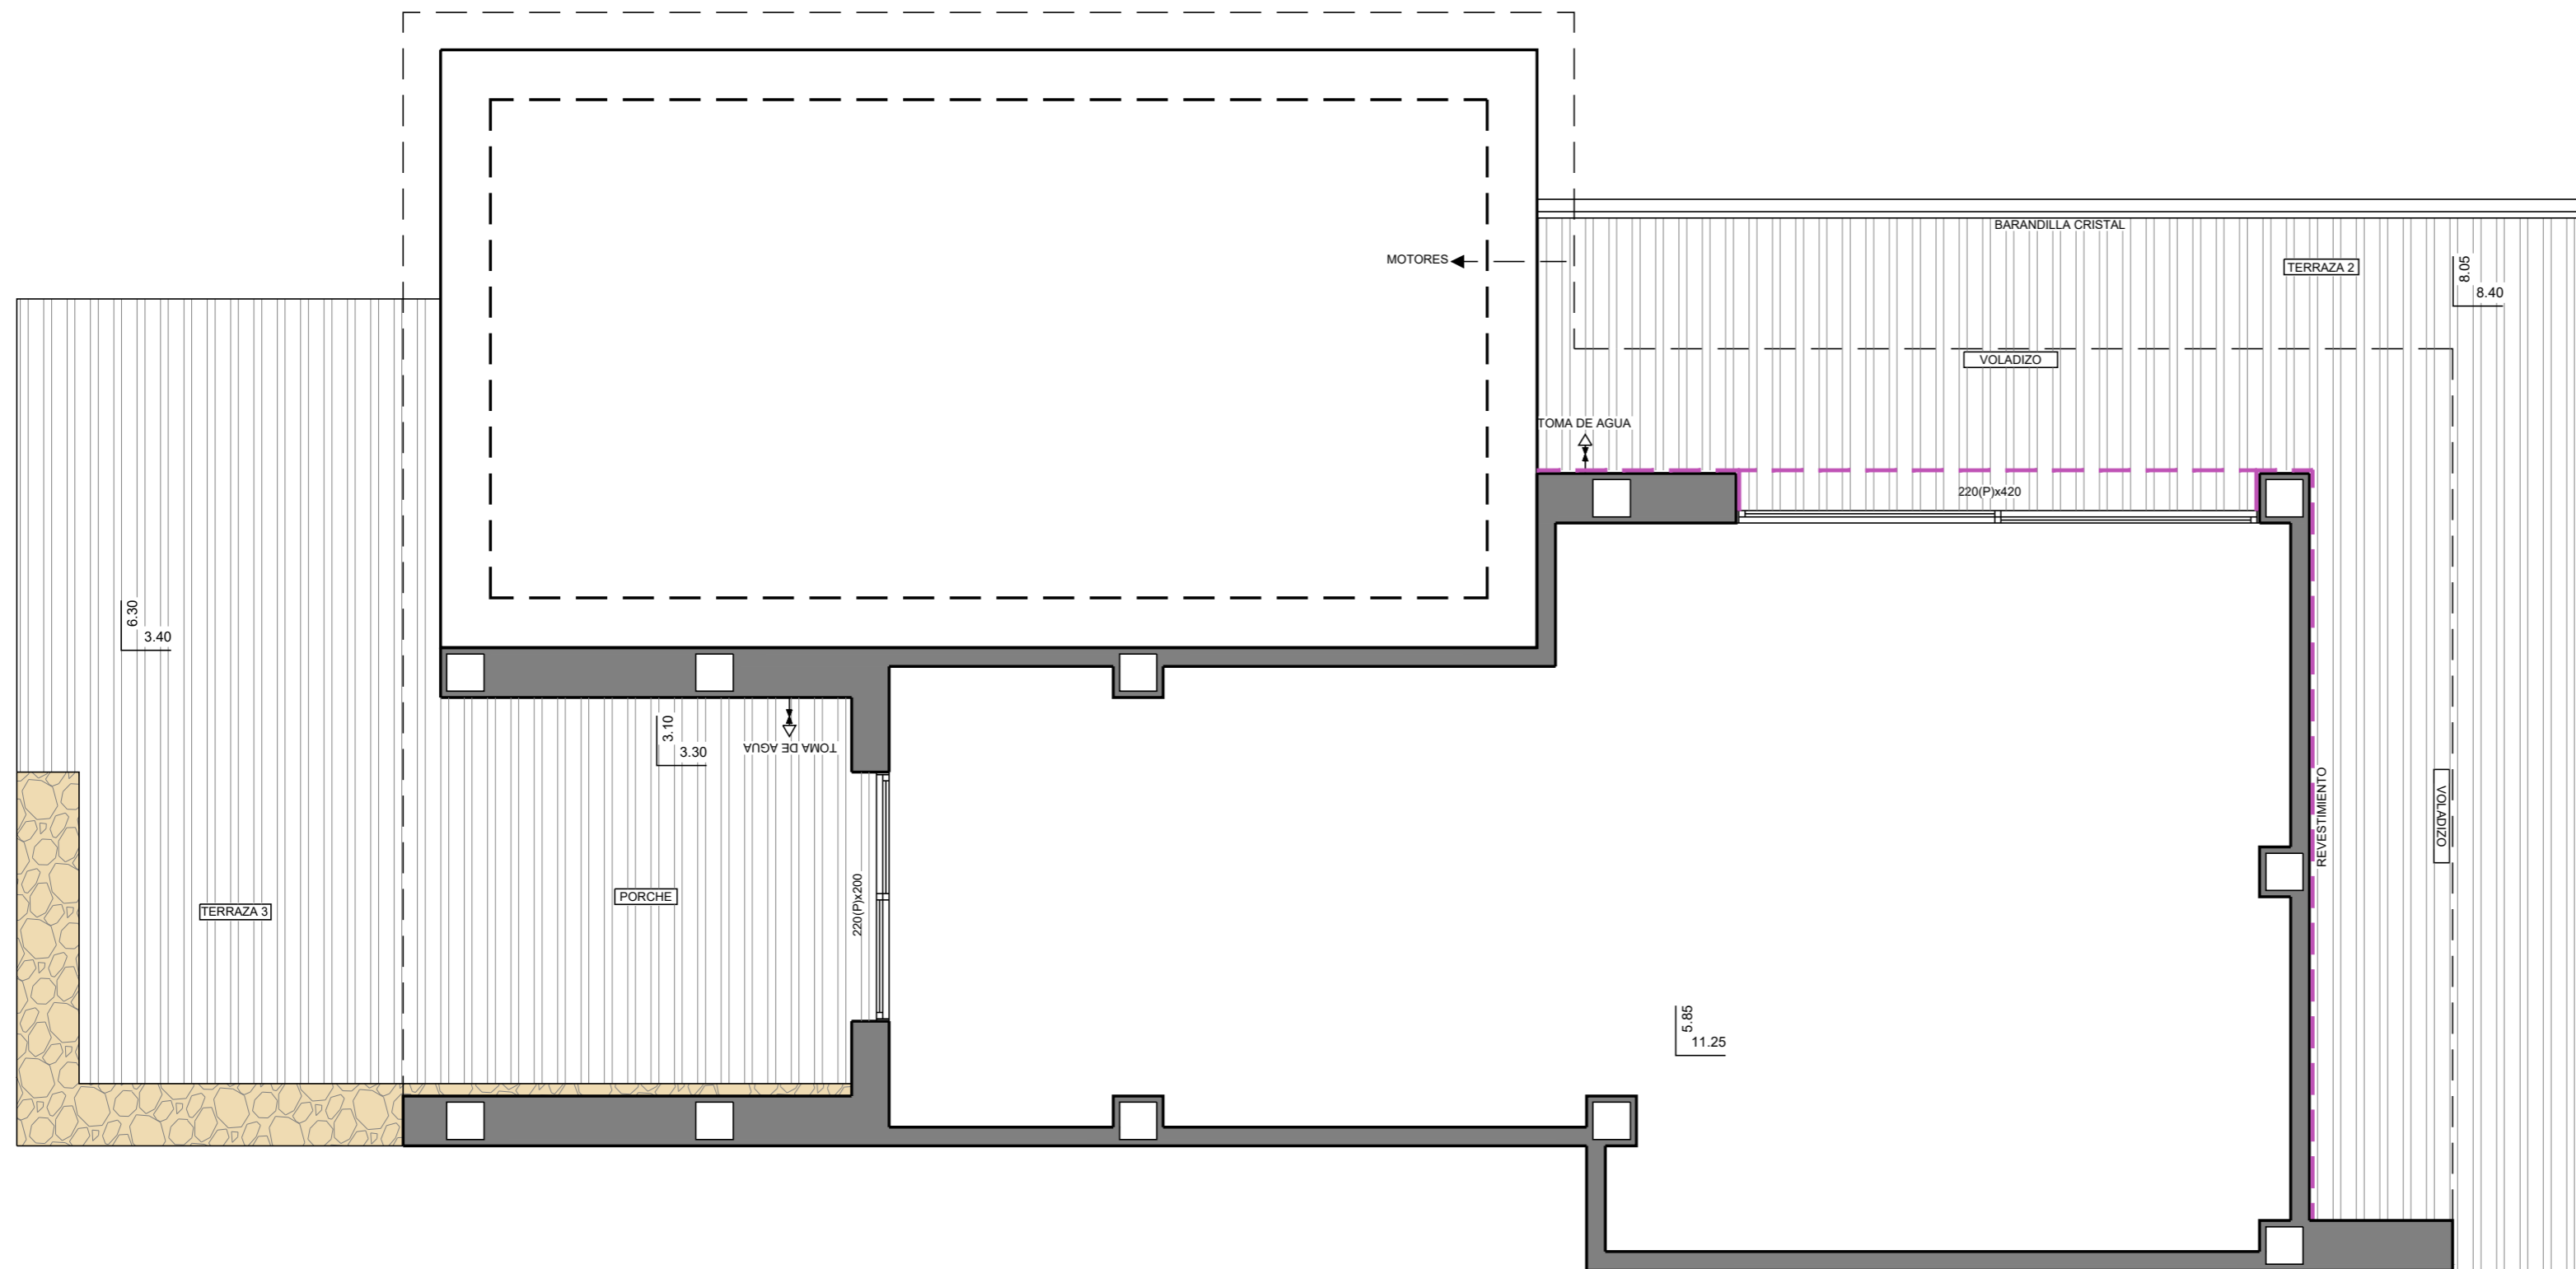 BARANDILLA CRISTAL
MOTORES
TERRAZA 2
8.05
8.40
VOLADIZO
TOMA DE AGUA
220(P)x420
6.30
3.40
3.10
3.30
TOMA DE AGUA
REVESTIMIENTO
VOLADIZO
PORCHE
220(P)x200
TERRAZA 3
5.85
11.25